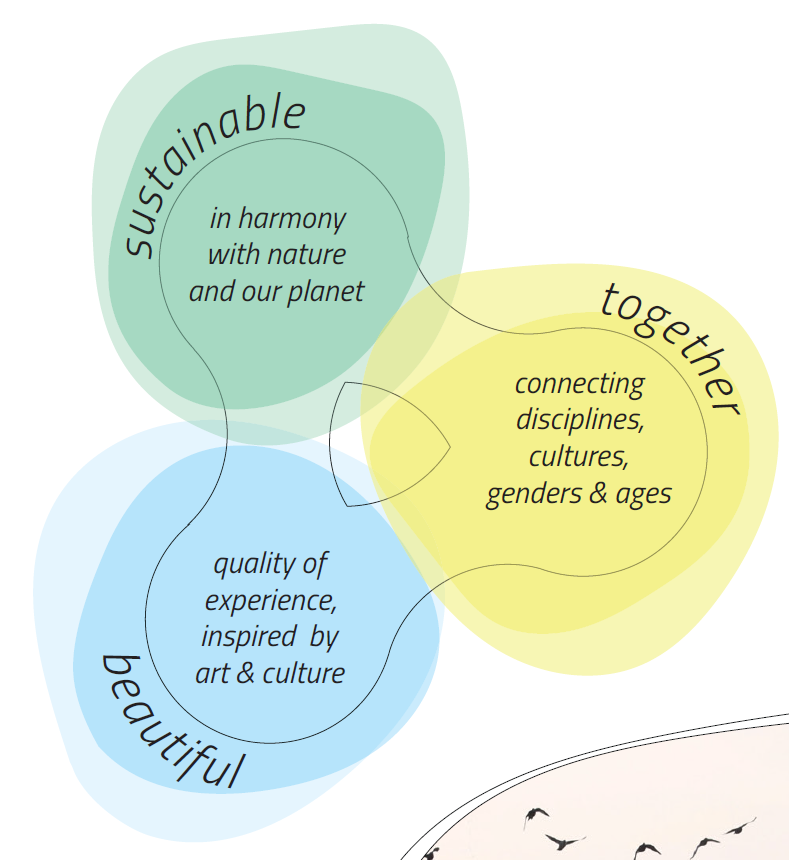 sustainable
in harmony
with nature
and our planet
together
connecting
disciplines,
cultures,
genders & ages
quality of
experience,
inspired by
art & culture
beautiful